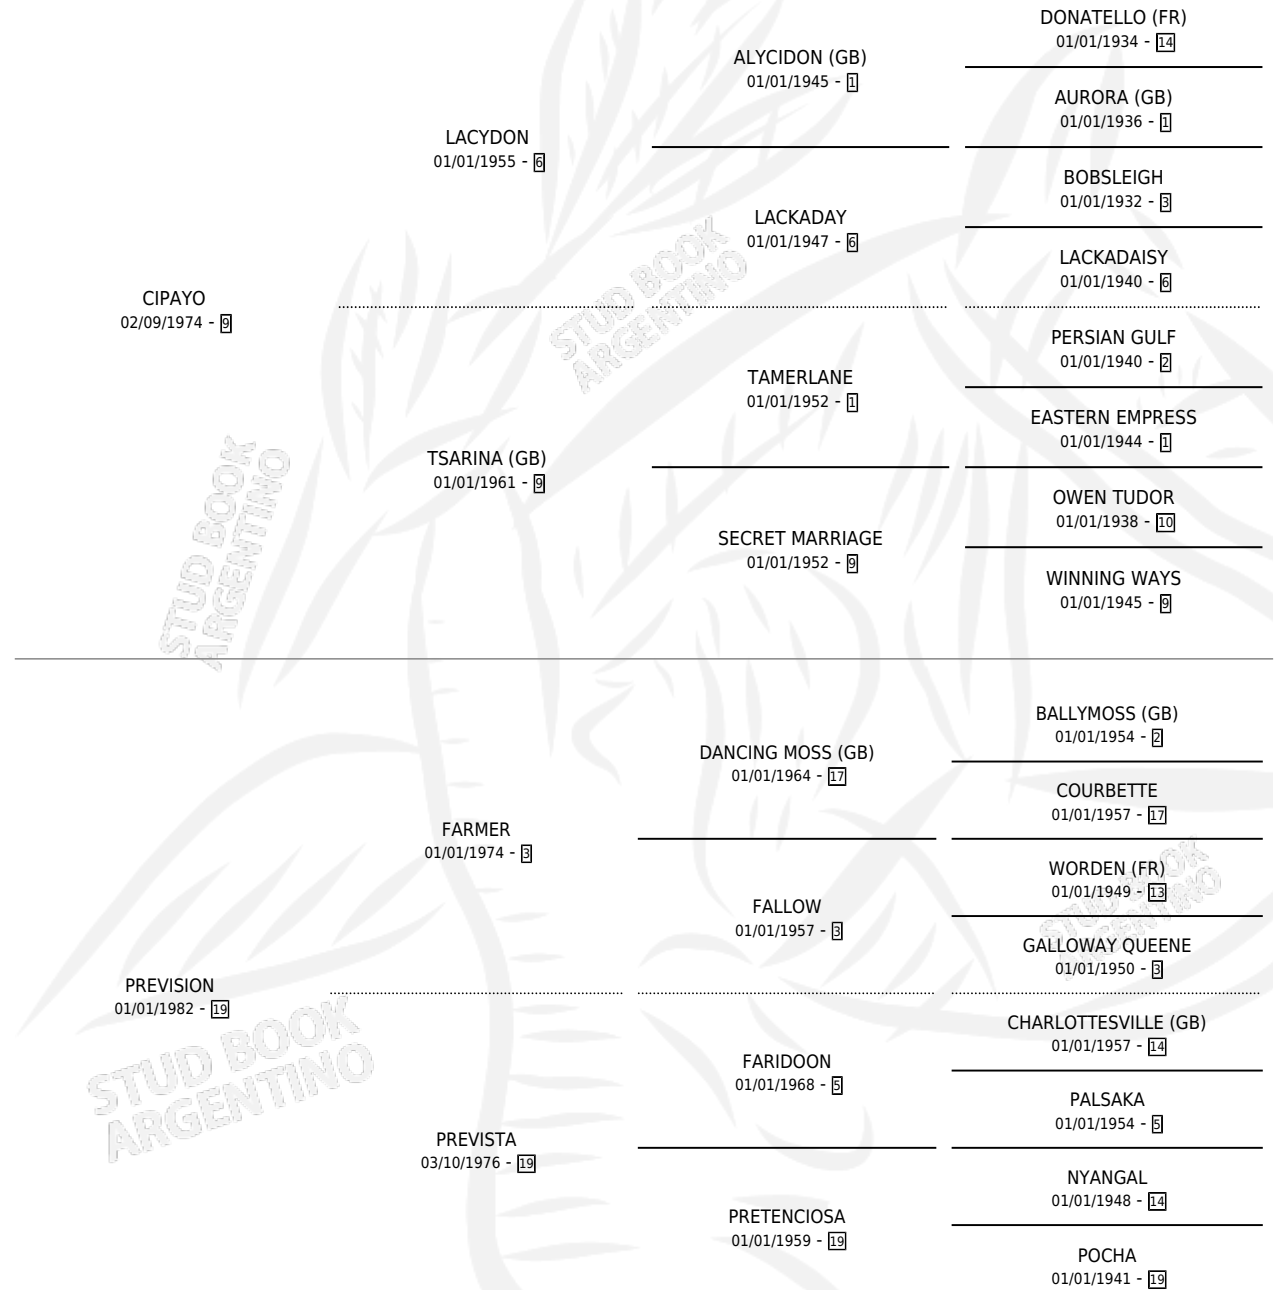 DONATELLO (FR)
01/01/1934 - 14
ALYCIDON (GB)
01/01/1945 - 1
AURORA (GB)
01/01/1936 - 1
LACYDON
01/01/1955 - 6
BOBSLEIGH
01/01/1932 - 3
LACKADAY
01/01/1947 - 6
LACKADAISY
01/01/1940 - 6
CIPAYO
02/09/1974 - 9
PERSIAN GULF
01/01/1940 - 2
TAMERLANE
01/01/1952 - 1
EASTERN EMPRESS
01/01/1944 - 1
TSARINA (GB)
01/01/1961 - 9
OWEN TUDOR
01/01/1938 - 10
SECRET MARRIAGE
01/01/1952 - 9
WINNING WAYS
01/01/1945 - 9
STUD BOOK
ARGENTINO
STUD BOOK
ARGENTINO
BALLYMOSS (GB)
01/01/1954 - 2
DANCING MOSS (GB)
01/01/1964 - 17
COURBETTE
01/01/1957 - 17
FARMER
01/01/1974 - 3
WORDEN (FR)
01/01/1949 - 13
FALLOW
01/01/1957 - 3
GALLOWAY QUEENE
01/01/1950 - 3
PREVISION
01/01/1982 - 19
CHARLOTTESVILLE (GB)
01/01/1957 - 14
FARIDOON
01/01/1968 - 5
PALSAKA
01/01/1954 - 5
PREVISTA
03/10/1976 - 19
NYANGAL
01/01/1948 - 14
PRETENCIOSA
01/01/1959 - 19
POCHA
01/01/1941 - 19
STUD BOOK
ARGENTINO
STUD BOOK
ARGENTINO